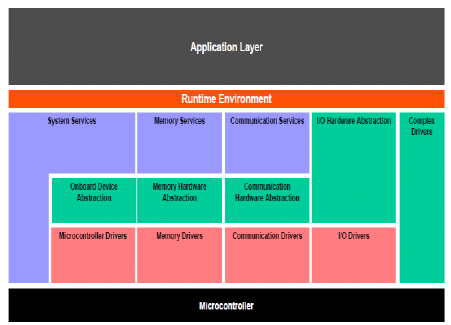 Application Layer
Runtime Environment
System Services
Memory Services
Communication Services
I/O Hardware Abstraction
Complex
Drivers
Onboard Device
Abstraction
Memory Hardware
Abstraction
Communication
Hardware Abstraction
Microcontroller Drivers
Memory Drivers
Communication Drivers
I/O Drivers
Microcontroller